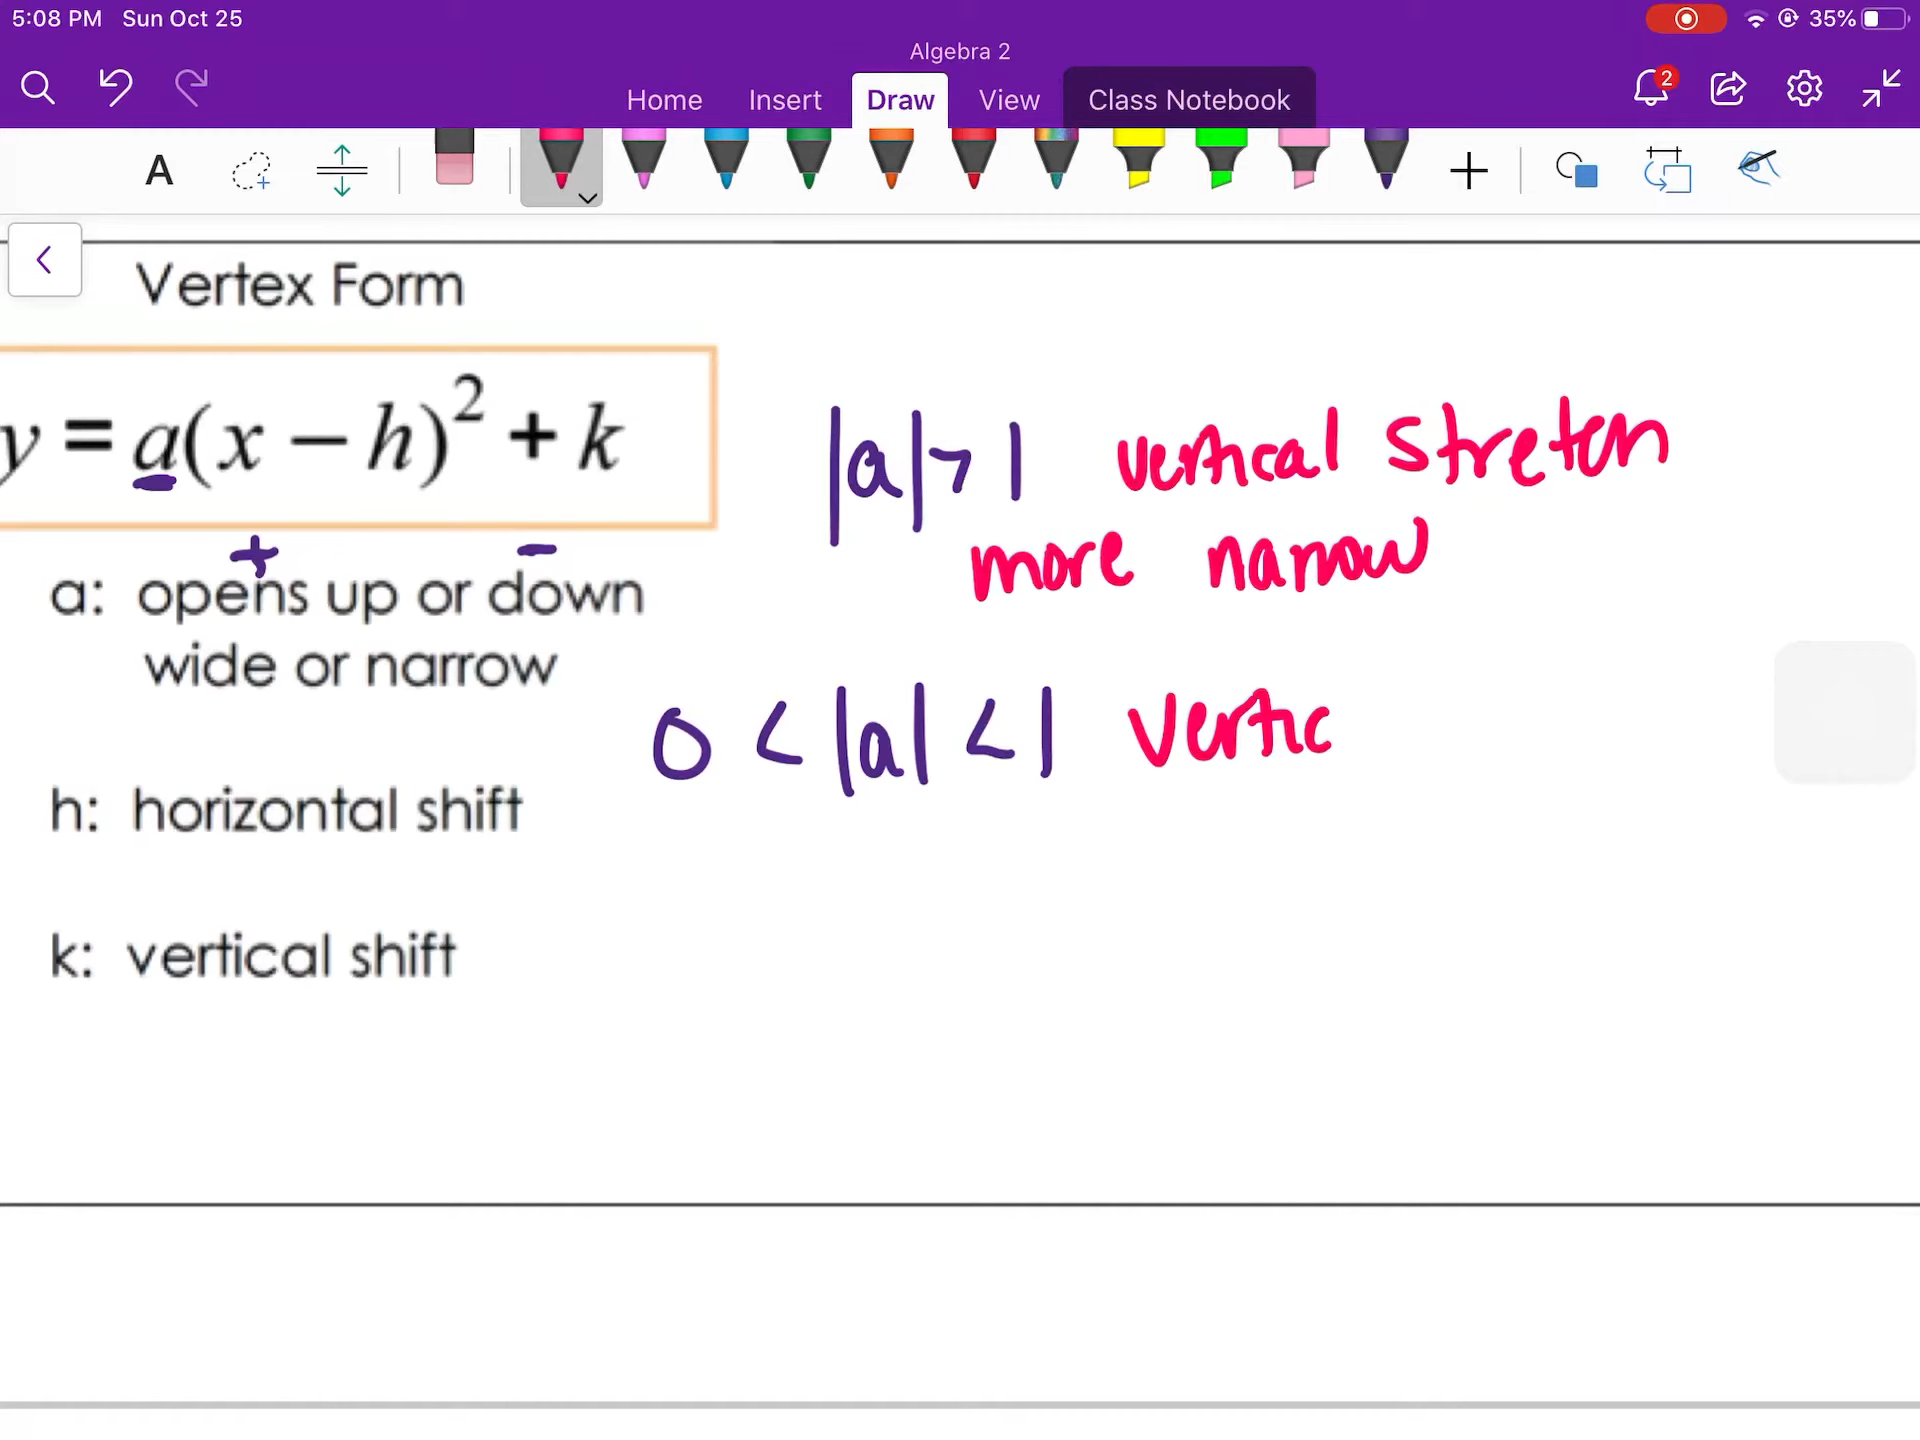 5:08 PM Sun Oct 25
35%
Algebra 2
Home Insert Draw View Class Notebook
2
A
Vertex Form
y = a(x − h)² + k
|a| > 1 vertical stretch
more narrow
+ −
a: opens up or down
wide or narrow
0 < |a| < 1 vertic
h: horizontal shift
k: vertical shift